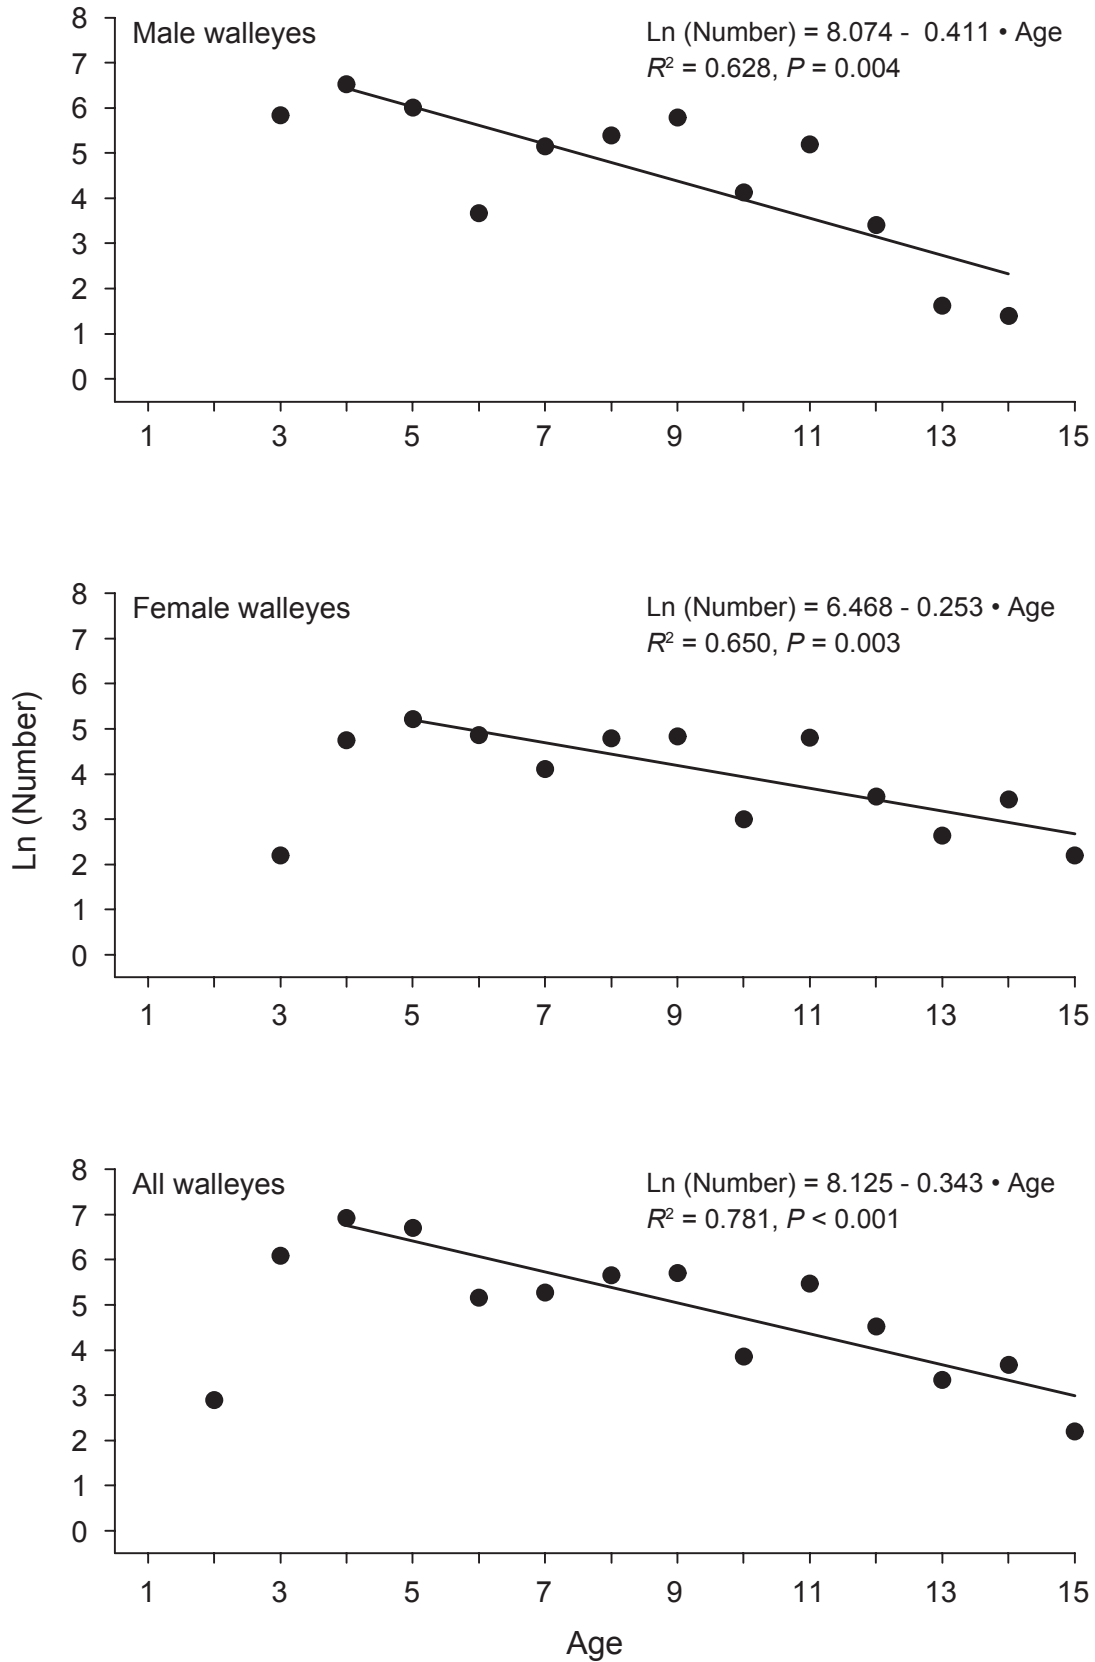 Male walleyes
Ln (Number) = 8.074 - 0.411 • Age
R² = 0.628, P = 0.004
8
7
6
5
4
3
2
1
0
1 3 5 7 9 11 13 15
Ln (Number)
Female walleyes
Ln (Number) = 6.468 - 0.253 • Age
R² = 0.650, P = 0.003
8
7
6
5
4
3
2
1
0
1 3 5 7 9 11 13 15
All walleyes
Ln (Number) = 8.125 - 0.343 • Age
R² = 0.781, P < 0.001
8
7
6
5
4
3
2
1
0
1 3 5 7 9 11 13 15
Age